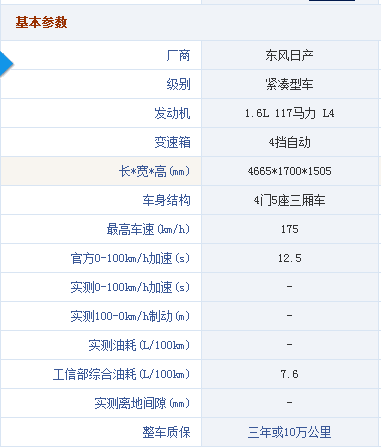 基本参数
厂商 东风日产
级别 紧凑型车
发动机 1.6L 117马力 L4
变速箱 4挡自动
长*宽*高(mm) 4665*1700*1505
车身结构 4门5座三厢车
最高车速(km/h) 175
官方0-100km/h加速(s) 12.5
实测0-100km/h加速(s) -
实测100-0km/h制动(m) -
实测油耗(L/100km) -
工信部综合油耗(L/100km) 7.6
实测离地间隙(mm) -
整车质保 三年或10万公里